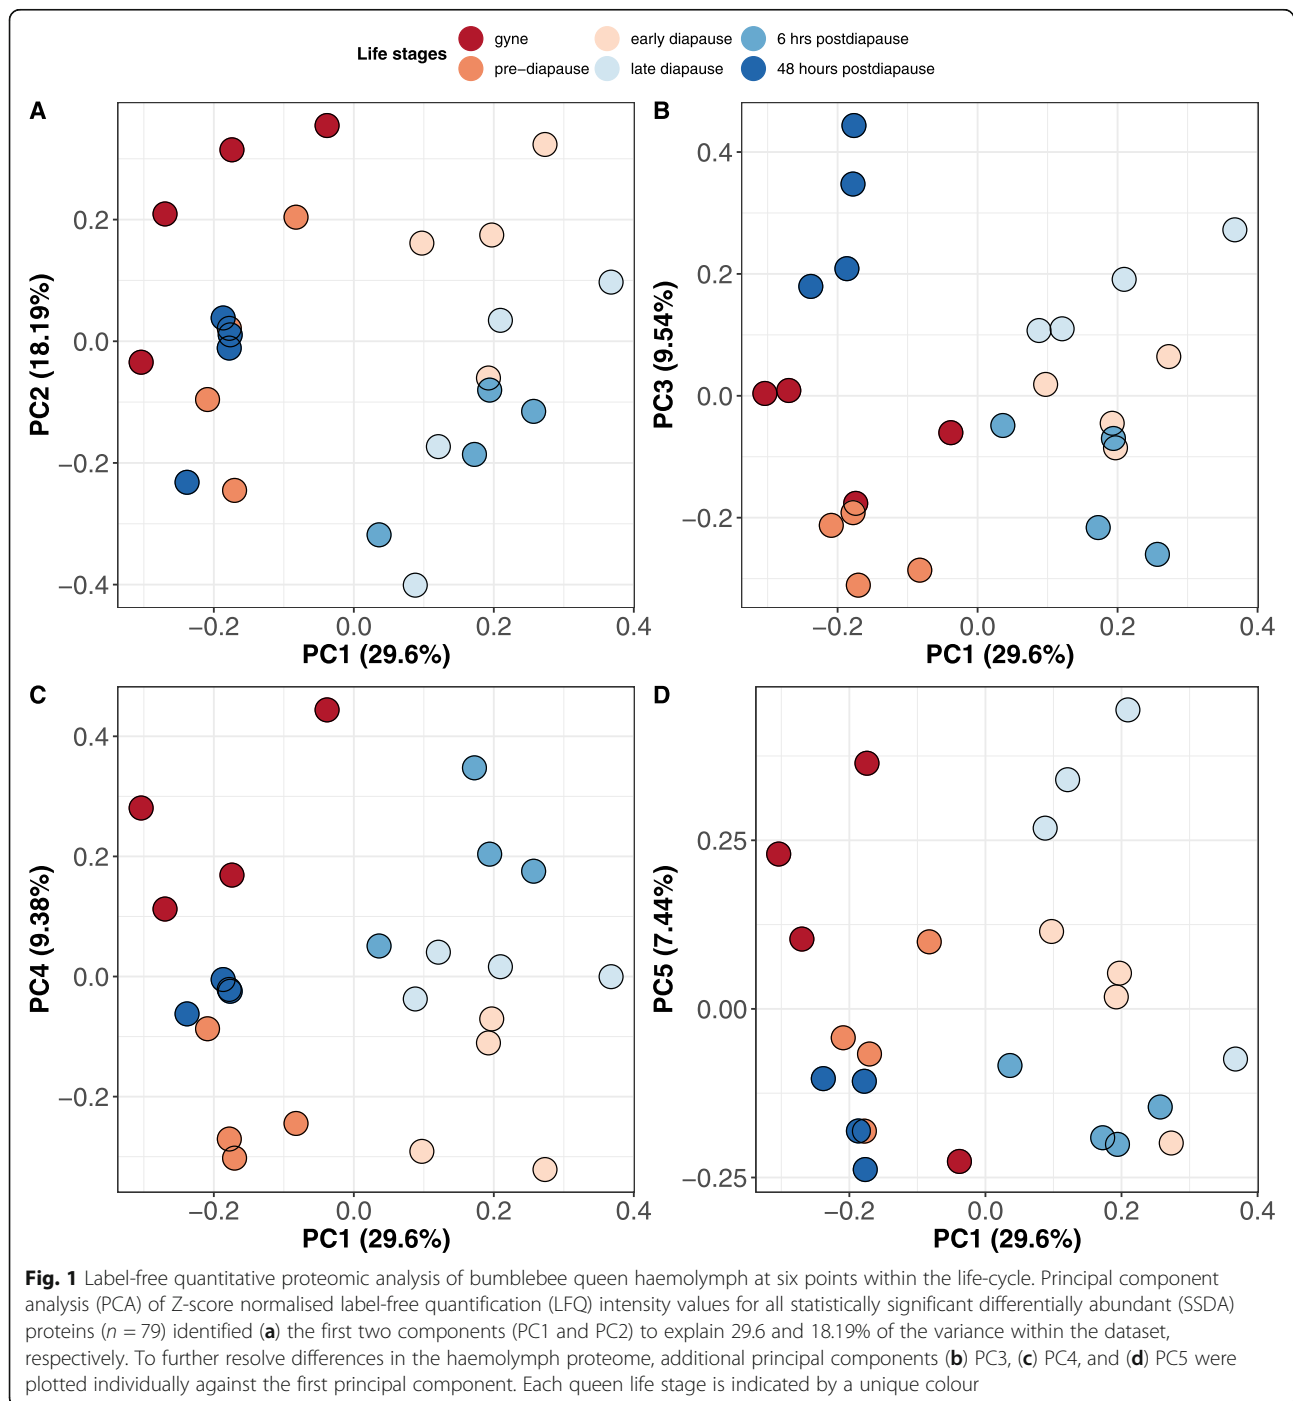 Life stages
gyne
early diapause
6 hrs postdiapause
pre−diapause
late diapause
48 hours postdiapause
A
PC2 (18.19%)
0.2
0.0
−0.2
−0.4
−0.2
0.0
0.2
0.4
PC1 (29.6%)
B
PC3 (9.54%)
0.4
0.2
0.0
−0.2
−0.2
0.0
0.2
0.4
PC1 (29.6%)
C
PC4 (9.38%)
0.4
0.2
0.0
−0.2
−0.2
0.0
0.2
0.4
PC1 (29.6%)
D
PC5 (7.44%)
0.25
0.00
−0.25
−0.2
0.0
0.2
0.4
PC1 (29.6%)
Fig. 1 Label-free quantitative proteomic analysis of bumblebee queen haemolymph at six points within the life-cycle. Principal component
analysis (PCA) of Z-score normalised label-free quantification (LFQ) intensity values for all statistically significant differentially abundant (SSDA)
proteins (n = 79) identified (a) the first two components (PC1 and PC2) to explain 29.6 and 18.19% of the variance within the dataset,
respectively. To further resolve differences in the haemolymph proteome, additional principal components (b) PC3, (c) PC4, and (d) PC5 were
plotted individually against the first principal component. Each queen life stage is indicated by a unique colour